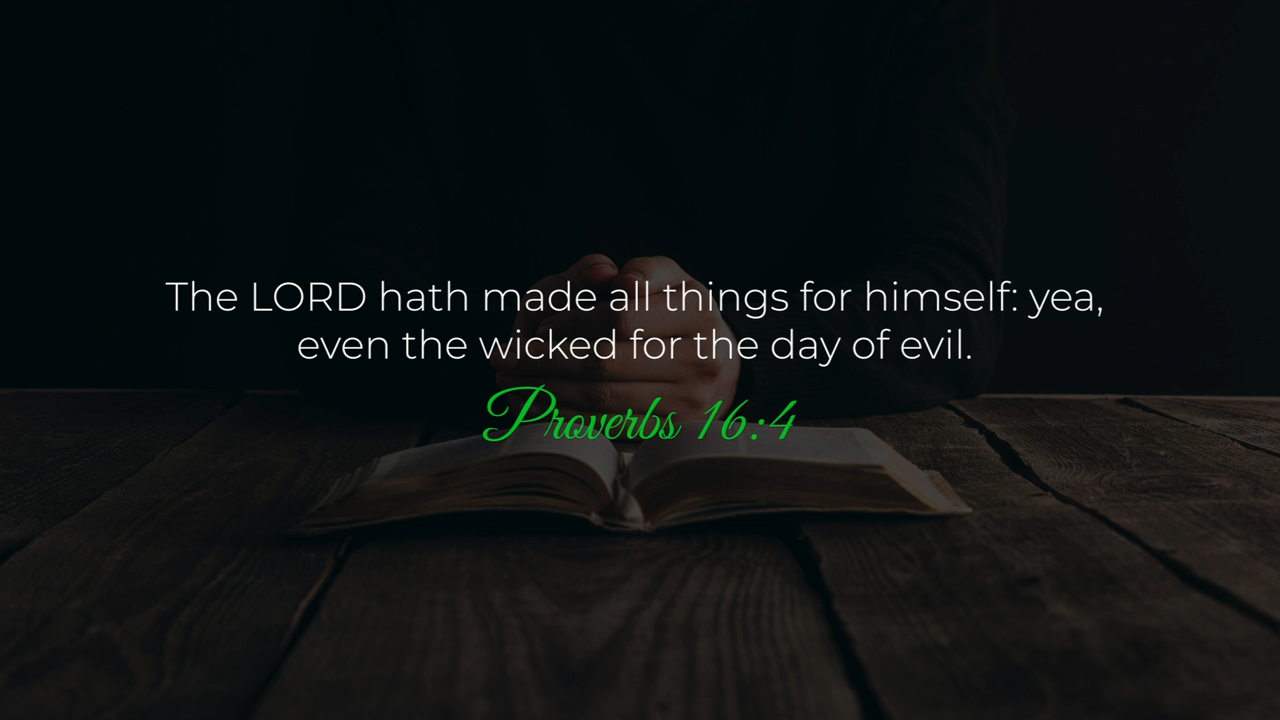 The LORD hath made all things for himself: yea,
even the wicked for the day of evil.
Proverbs 16:4